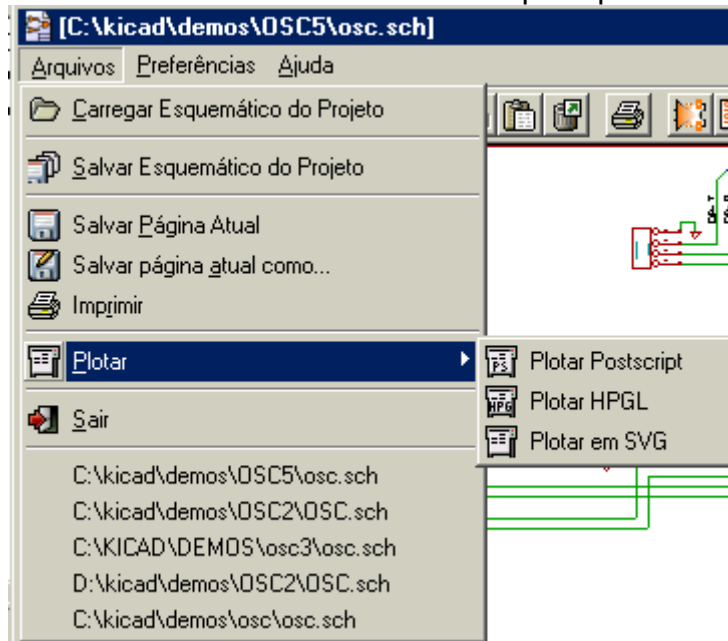 [C:\kicad\demos\OSC5\osc.sch]
Arquivos Preferências Ajuda
Carregar Esquemático do Projeto
Salvar Esquemático do Projeto
Salvar Página Atual
Salvar página atual como...
Imprimir
Plotar
PS Plotar Postscript
HPG Plotar HPGL
Plotar em SVG
Sair
C:\kicad\demos\OSC5\osc.sch
C:\kicad\demos\OSC2\OSC.sch
C:\KICAD\DEMOS\osc3\osc.sch
D:\kicad\demos\OSC2\OSC.sch
C:\kicad\demos\osc\osc.sch